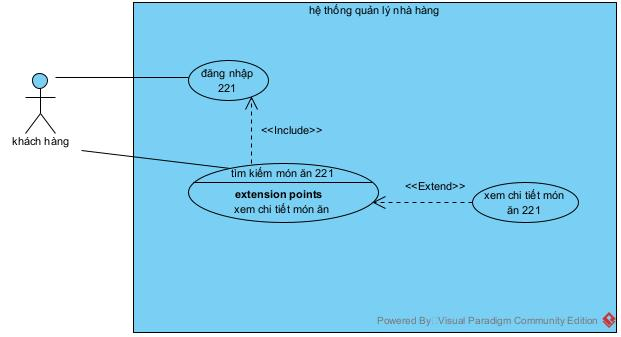 hệ thống quản lý nhà hàng
đăng nhập
221
khách hàng
<<Include>>
tìm kiếm món ăn 221
extension points
xem chi tiết món ăn
<<Extend>>
xem chi tiết món
ăn 221
Powered By: Visual Paradigm Community Edition